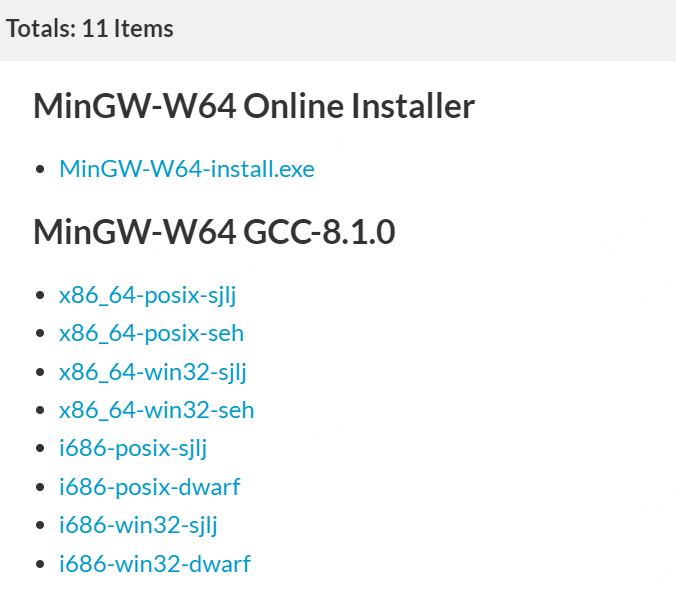 Totals: 11 Items
MinGW-W64 Online Installer
MinGW-W64-install.exe
MinGW-W64 GCC-8.1.0
x86_64-posix-sjlj
x86_64-posix-seh
x86_64-win32-sjlj
x86_64-win32-seh
i686-posix-sjlj
i686-posix-dwarf
i686-win32-sjlj
i686-win32-dwarf